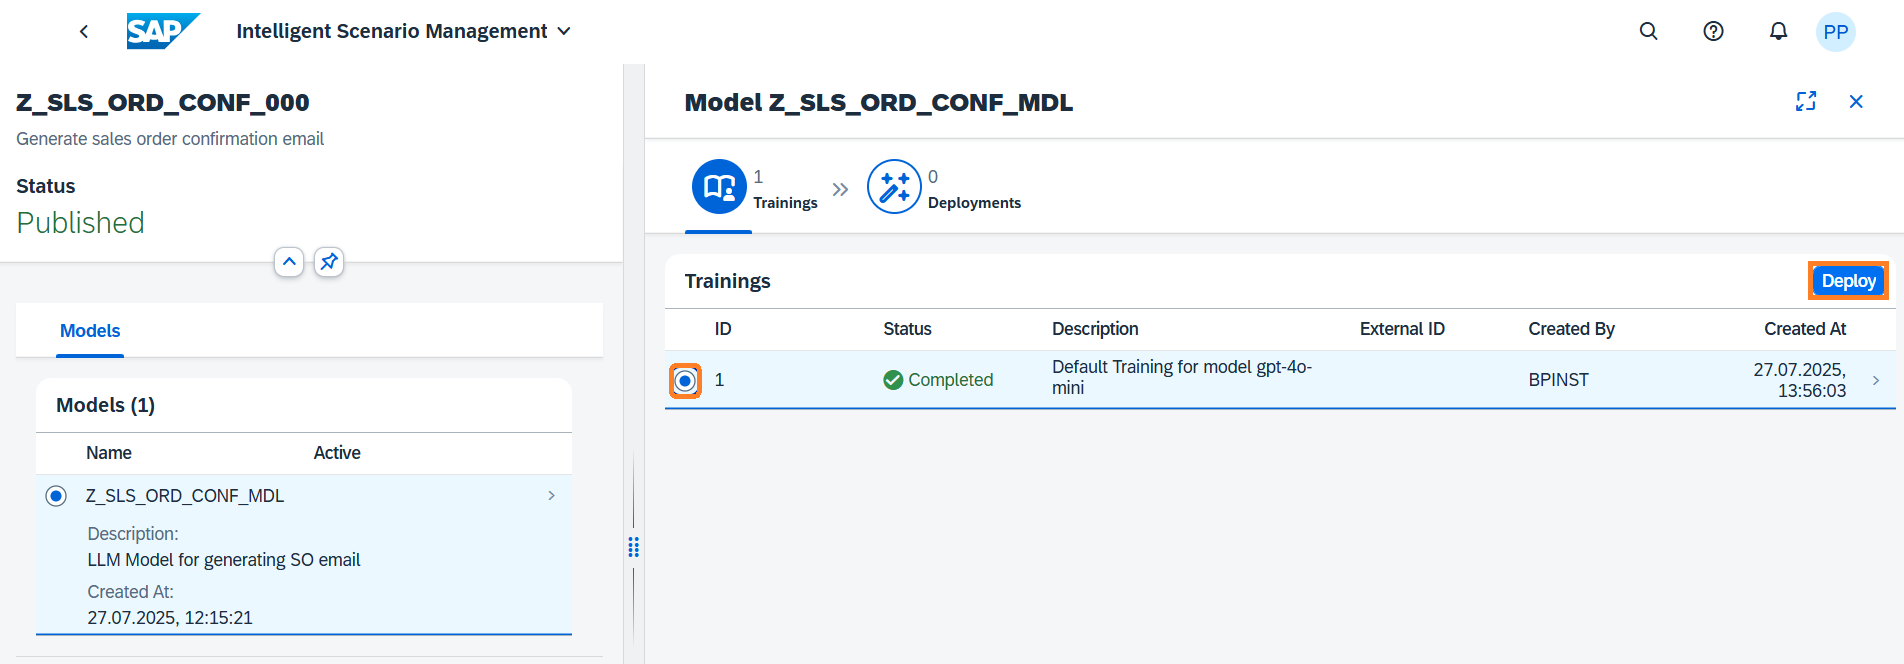 SAP Intelligent Scenario Management
PP
Z_SLS_ORD_CONF_000
Generate sales order confirmation email
Status
Published
Models
Models (1)
Name Active
Z_SLS_ORD_CONF_MDL
Description:
LLM Model for generating SO email
Created At:
27.07.2025, 12:15:21
Model Z_SLS_ORD_CONF_MDL
1
Trainings
0
Deployments
Trainings
Deploy
ID Status Description External ID Created By Created At
1 Completed Default Training for model gpt-4o-
mini BPINST 27.07.2025,
13:56:03